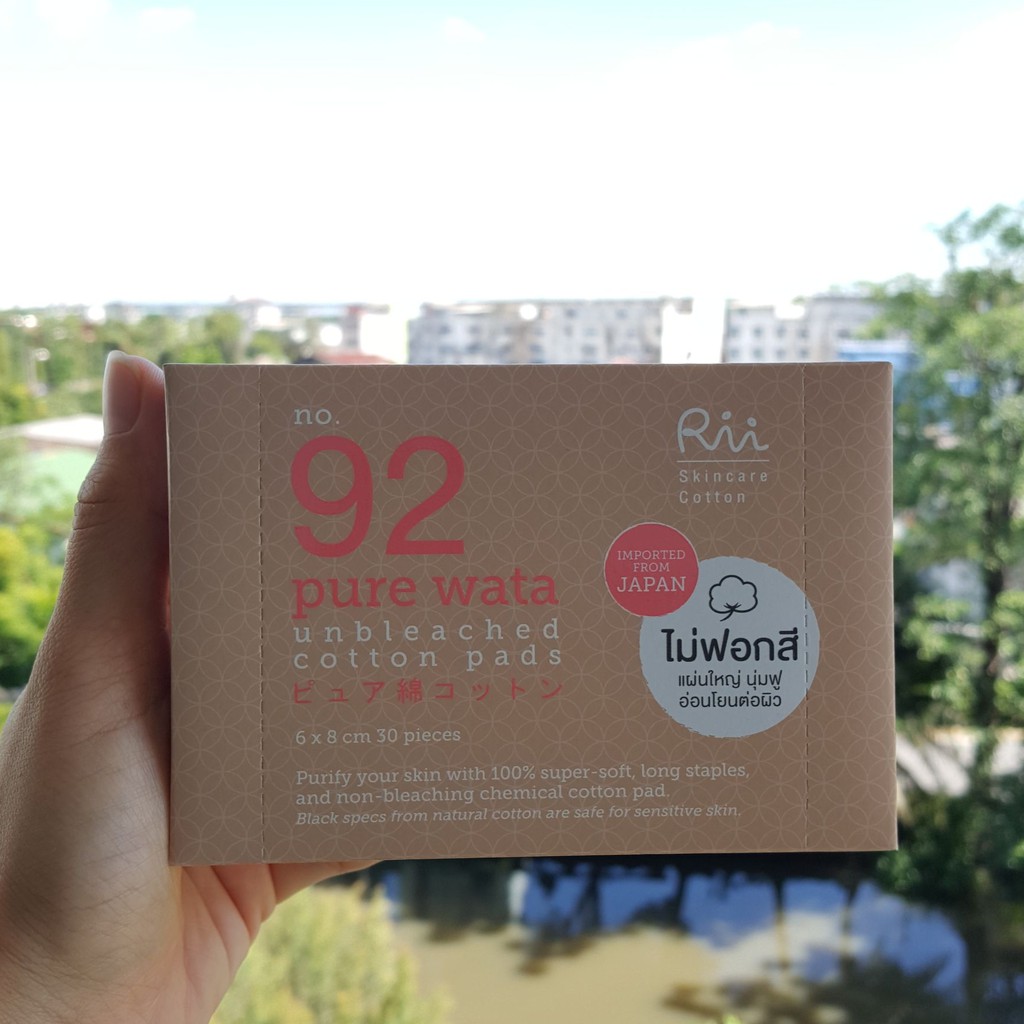 no.
92
pure wata
unbleached
cotton pads
ピュア綿コットン
6 x 8 cm 30 pieces
Purify your skin with 100% super-soft, long staples,
and non-bleaching chemical cotton pad.
Black specs from natural cotton are safe for sensitive skin.
Rii
Skincare
Cotton
IMPORTED
FROM
JAPAN
ไม่ฟอกสี
แผ่นใหญ่ นุ่มฟู
อ่อนโยนต่อผิว